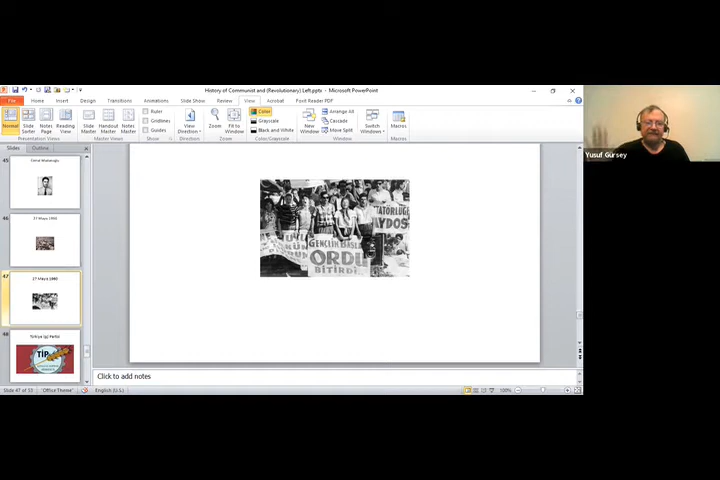 History of Communist and (Revolutionary) Left.pptx - Microsoft PowerPoint
File Home Insert Design Transitions Animations Slide Show Review View Acrobat Foxit Reader PDF
Normal
Slide Sorter
Notes Page
Reading View
Presentation Views
Slide Master
Handout Master
Notes Master
Master Views
Ruler
Gridlines
Guides
Show
Zoom
Fit to Window
Zoom
View Direction
Color
Grayscale
Black and White
Color/Grayscale
New Window
Arrange All
Cascade
Move Split
Switch Windows
Window
Macros
Macros
Slides Outline
45
46
27 Mayıs 1960
47
27 Mayıs 1960
48
Türkiye İşçi Partisi
TİP
GENÇLİK BAŞLA
ORDU
BİTİRDİ
Click to add notes
Slide 47 of 53 "Office Theme" English (U.S.) 100%
Yusuf Gürsey